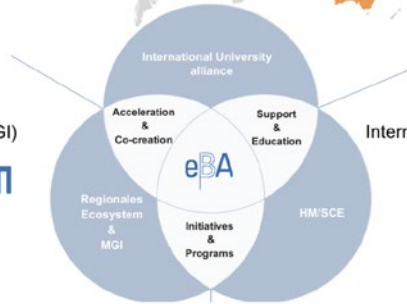 International University
alliance
Acceleration
&
Co-creation
Support
&
Education
GI)
Intern
eBA
Regionales
Ecosystem
&
MGI
HM/SCE
Initiatives
&
Programs